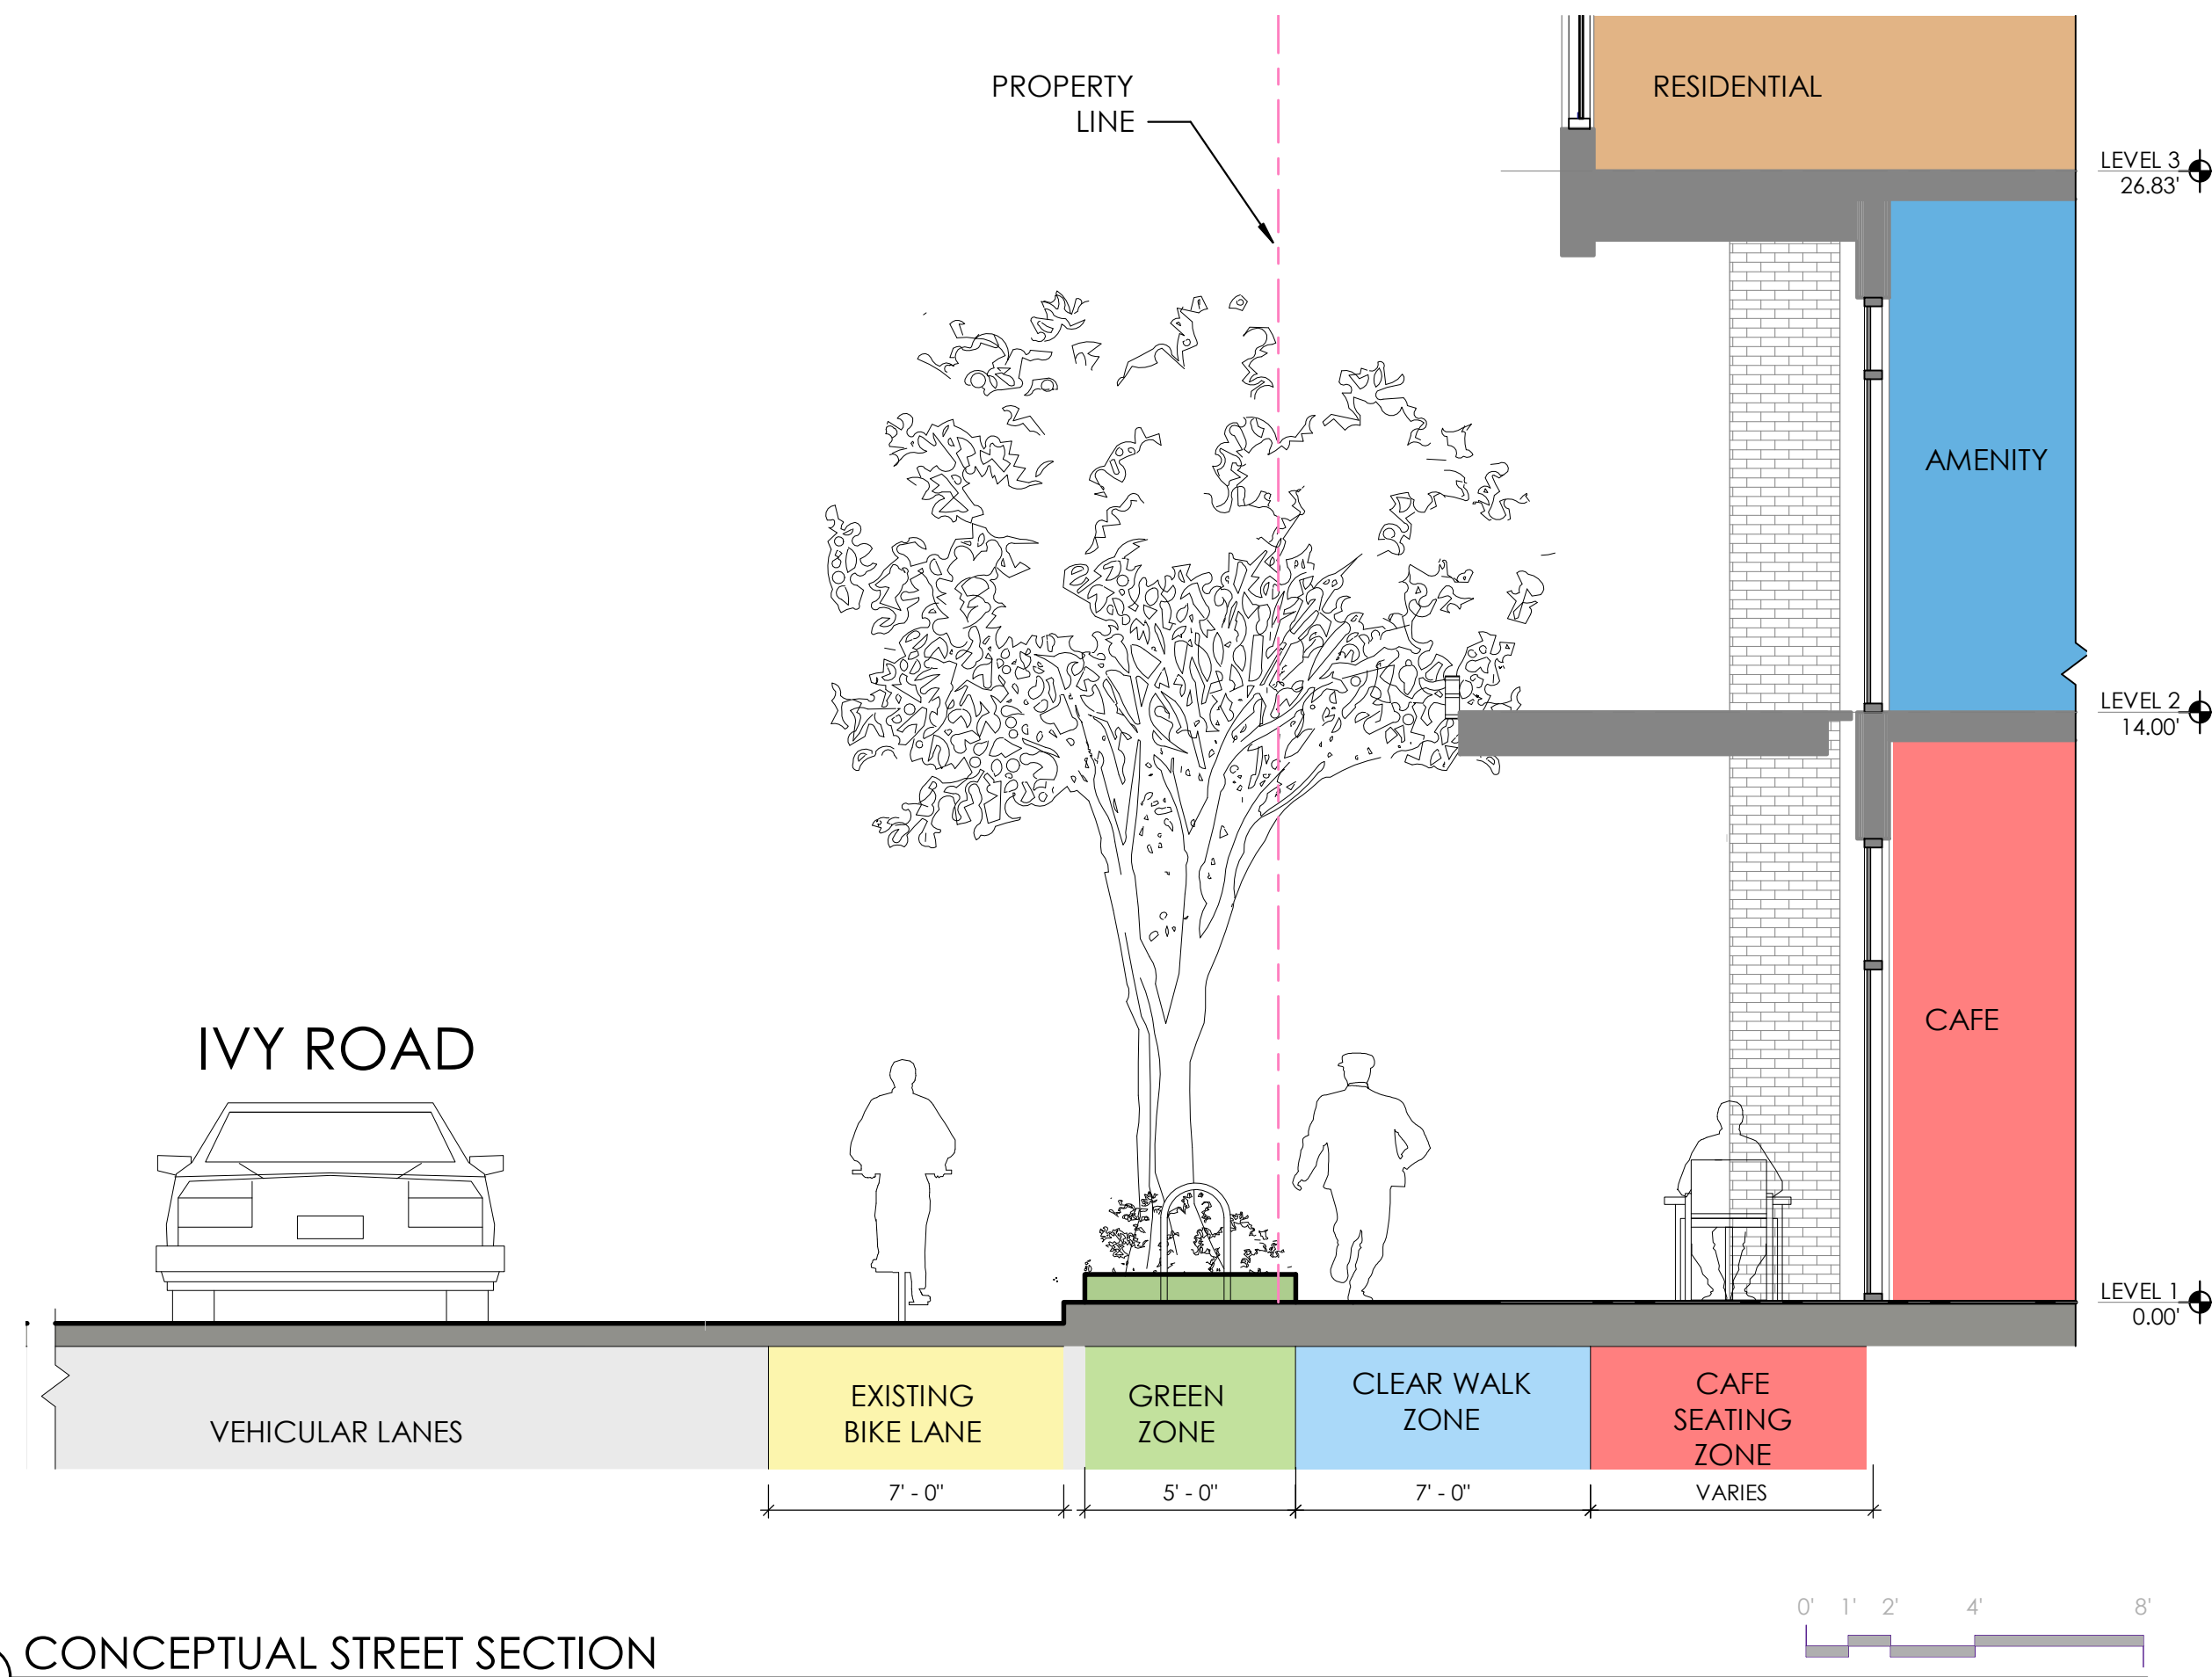 PROPERTY
LINE
RESIDENTIAL
LEVEL 3
26.83'
AMENITY
LEVEL 2
14.00'
CAFE
IVY ROAD
LEVEL 1
0.00'
VEHICULAR LANES
EXISTING
BIKE LANE
GREEN
ZONE
CLEAR WALK
ZONE
CAFE
SEATING
ZONE
7' - 0"
5' - 0"
7' - 0"
VARIES
0' 1' 2' 4' 8'
CONCEPTUAL STREET SECTION